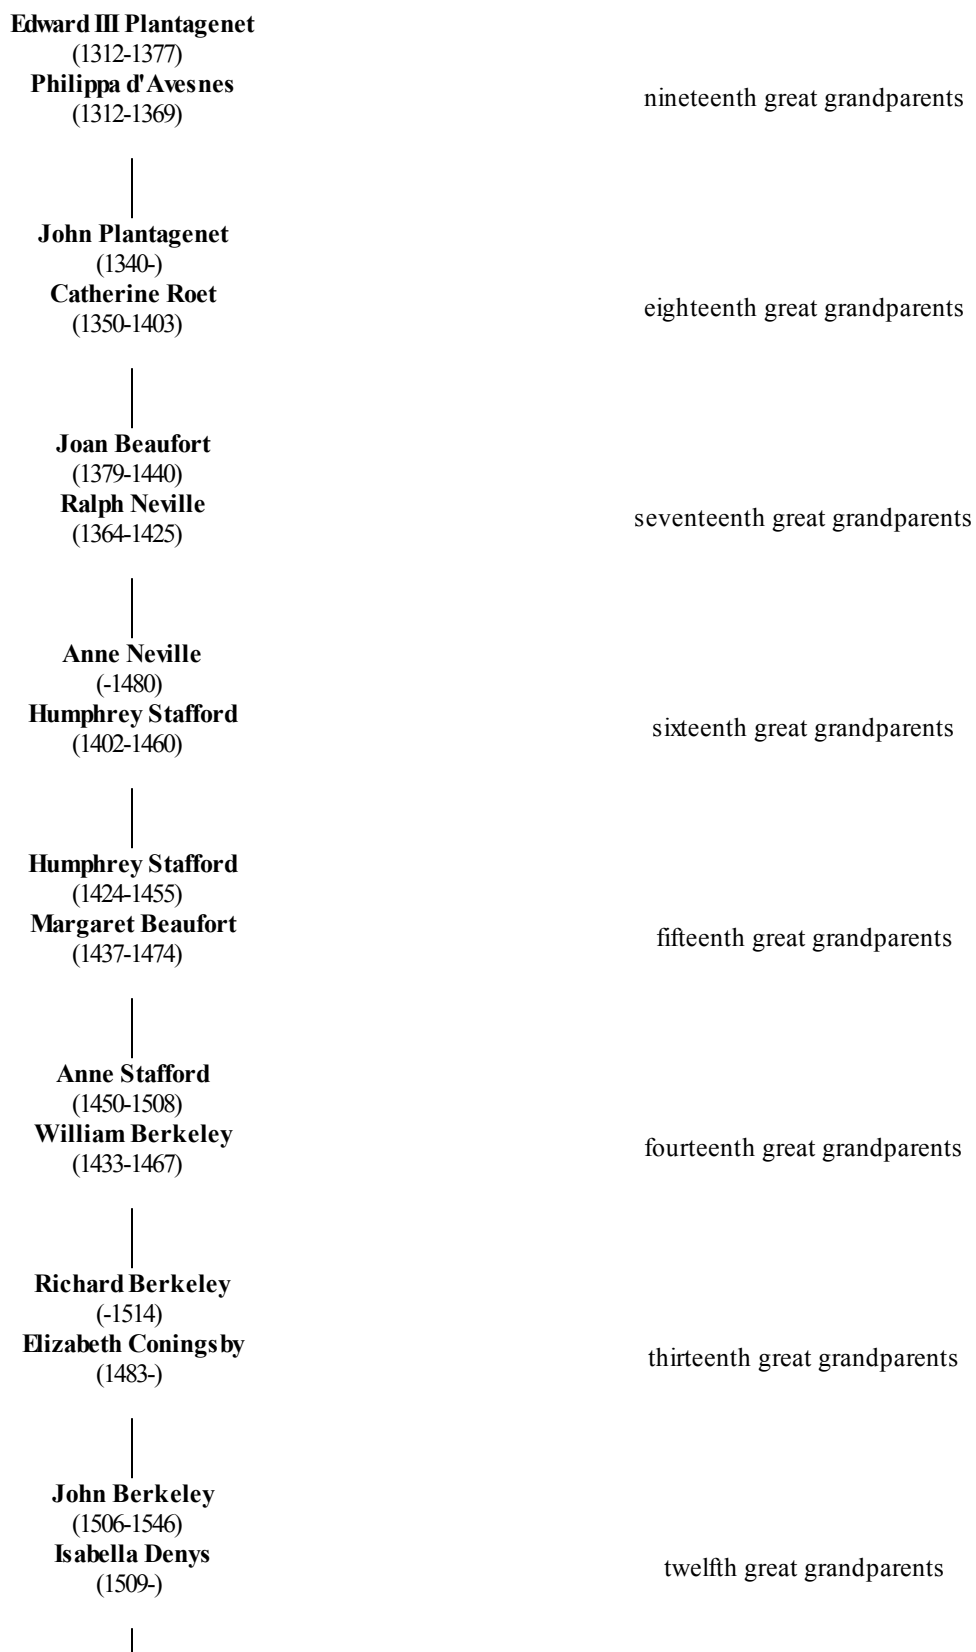 Edward III Plantagenet
(1312-1377)
Philippa d'Avesnes
(1312-1369)
nineteenth great grandparents
John Plantagenet
(1340-)
Catherine Roet
(1350-1403)
eighteenth great grandparents
Joan Beaufort
(1379-1440)
Ralph Neville
(1364-1425)
seventeenth great grandparents
Anne Neville
(-1480)
Humphrey Stafford
(1402-1460)
sixteenth great grandparents
Humphrey Stafford
(1424-1455)
Margaret Beaufort
(1437-1474)
fifteenth great grandparents
Anne Stafford
(1450-1508)
William Berkeley
(1433-1467)
fourteenth great grandparents
Richard Berkeley
(-1514)
Elizabeth Coningsby
(1483-)
thirteenth great grandparents
John Berkeley
(1506-1546)
Isabella Denys
(1509-)
twelfth great grandparents